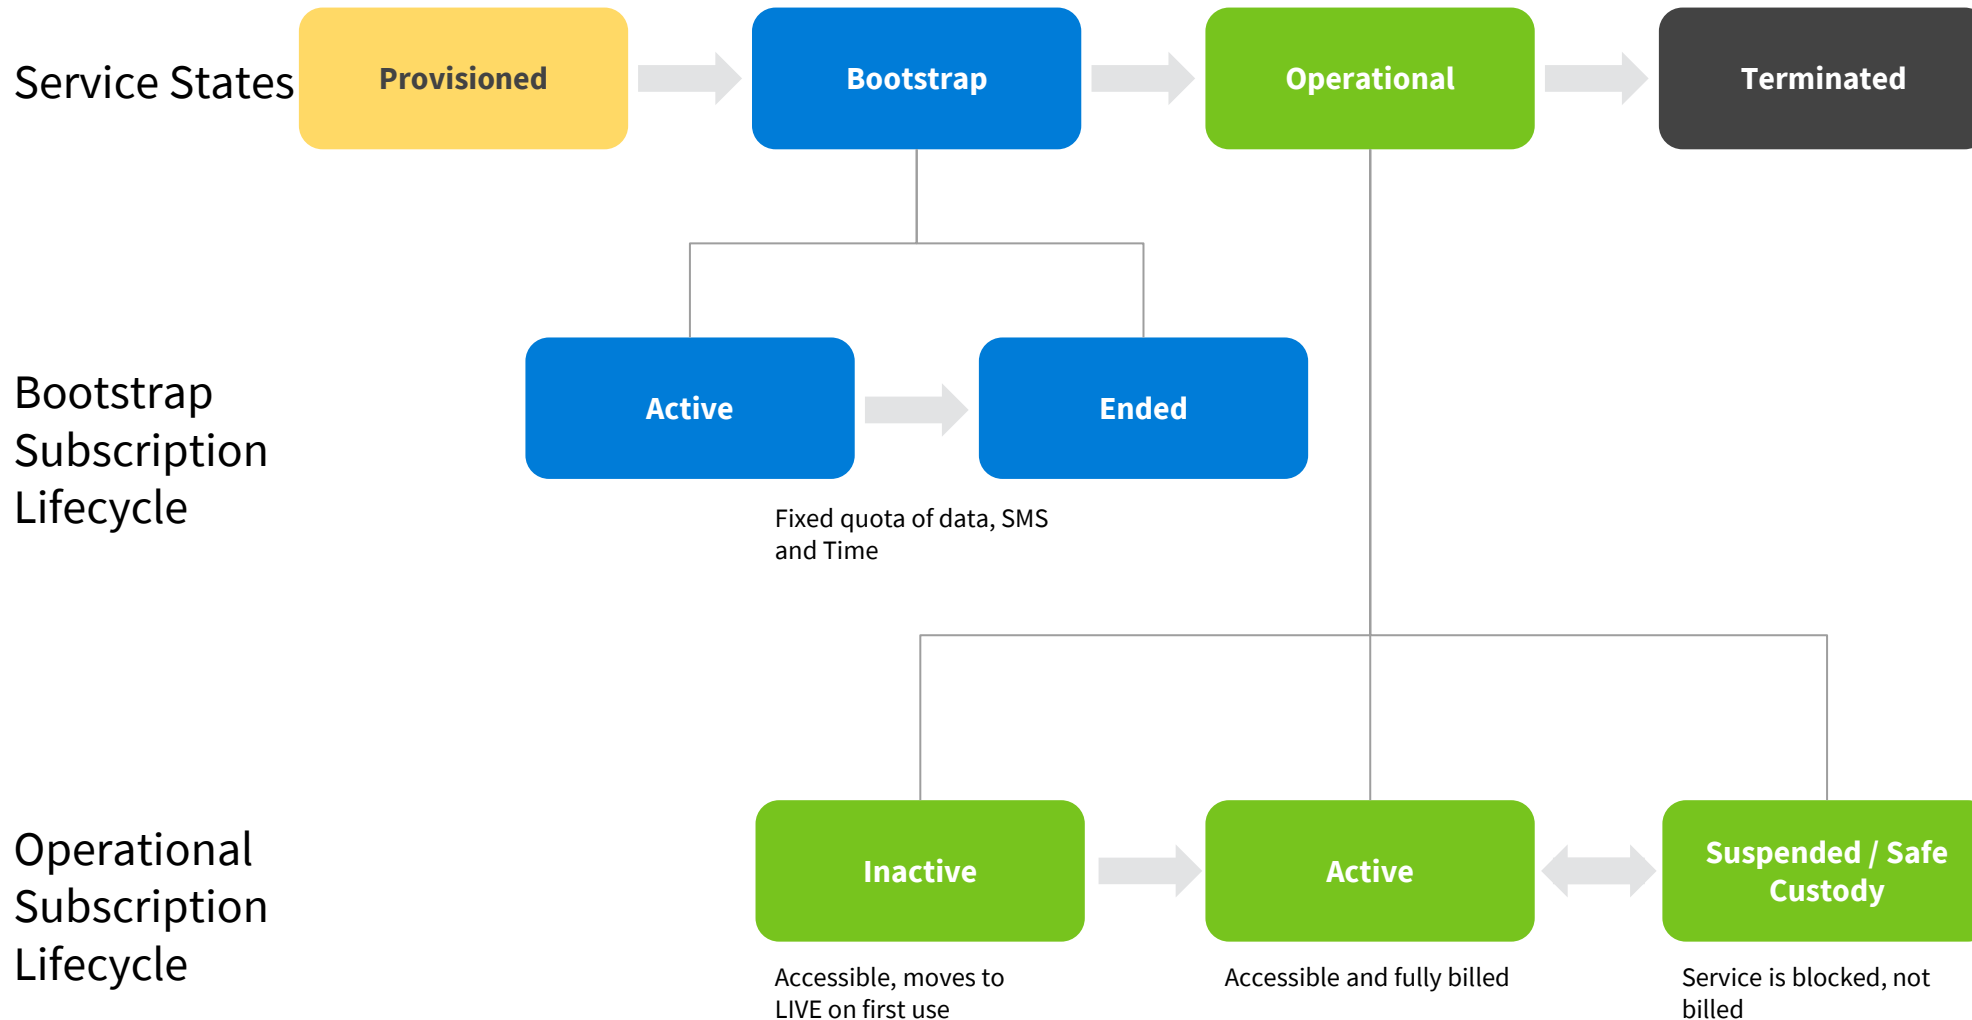 Service States
Provisioned
Bootstrap
Operational
Terminated
Bootstrap
Subscription
Lifecycle
Active
Ended
Fixed quota of data, SMS
and Time
Operational
Subscription
Lifecycle
Inactive
Active
Suspended / Safe
Custody
Accessible, moves to
LIVE on first use
Accessible and fully billed
Service is blocked, not
billed